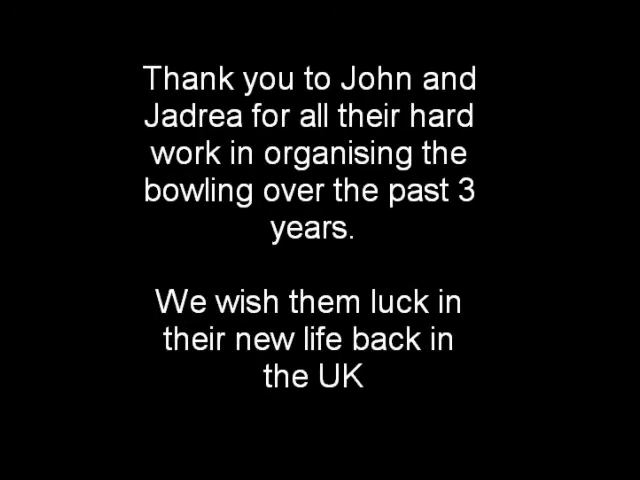 Thank you to John and
Jadrea for all their hard
work in organising the
bowling over the past 3
years.
We wish them luck in
their new life back in
the UK